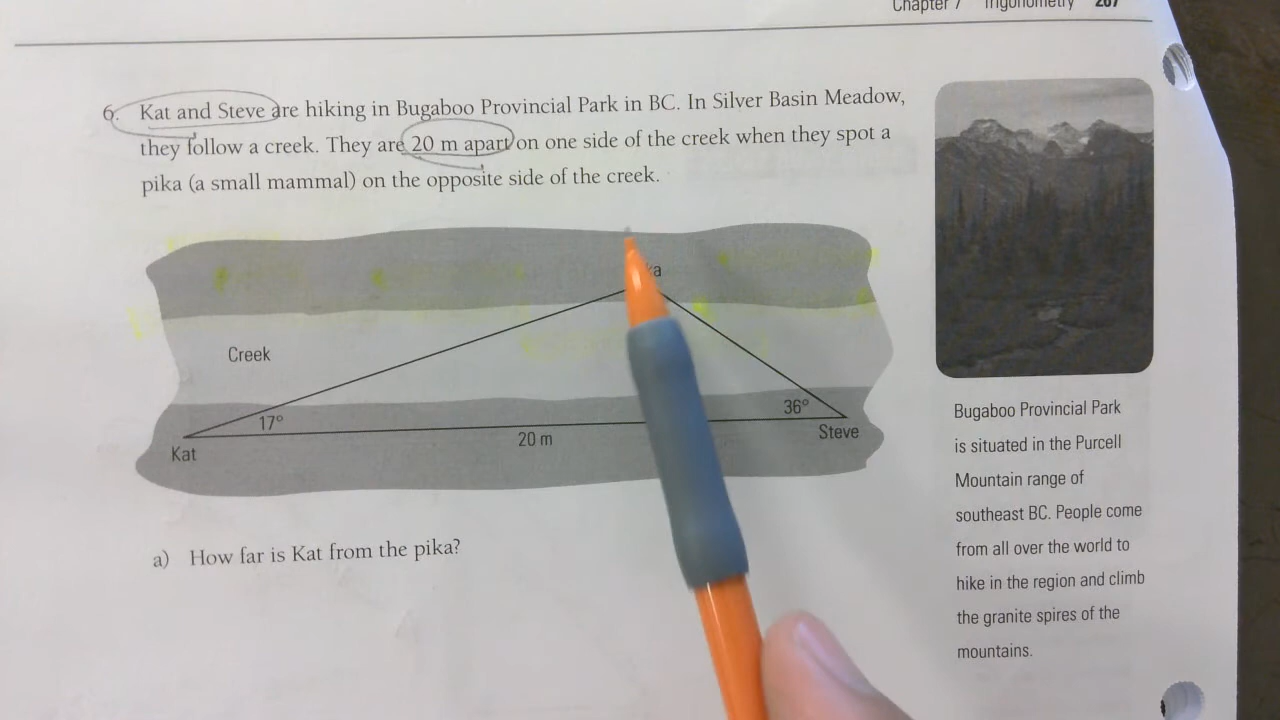 Chapter 7 Trigonometry 267
6. Kat and Steve are hiking in Bugaboo Provincial Park in BC. In Silver Basin Meadow,
they follow a creek. They are 20 m apart on one side of the creek when they spot a
pika (a small mammal) on the opposite side of the creek.
Creek
17°
36°
Kat
20 m
Steve
a) How far is Kat from the pika?
Bugaboo Provincial Park
is situated in the Purcell
Mountain range of
southeast BC. People come
from all over the world to
hike in the region and climb
the granite spires of the
mountains.